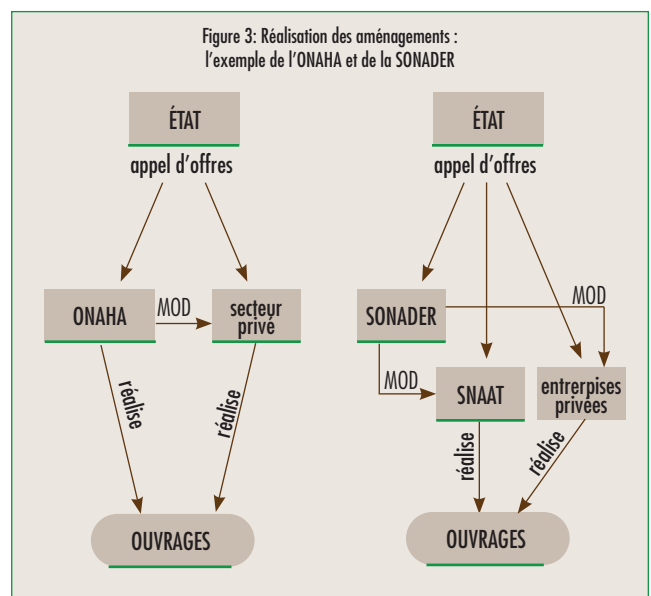 Figure 3: Réalisation des aménagements :
l'exemple de l'ONAHA et de la SONADER
ÉTAT
appel d'offres
ONAHA
MOD
secteur
privé
réalise
réalise
OUVRAGES
ÉTAT
appel d'offres
SONADER
MOD
MOD
SNAAT
entrerpises
privées
réalise
réalise
OUVRAGES